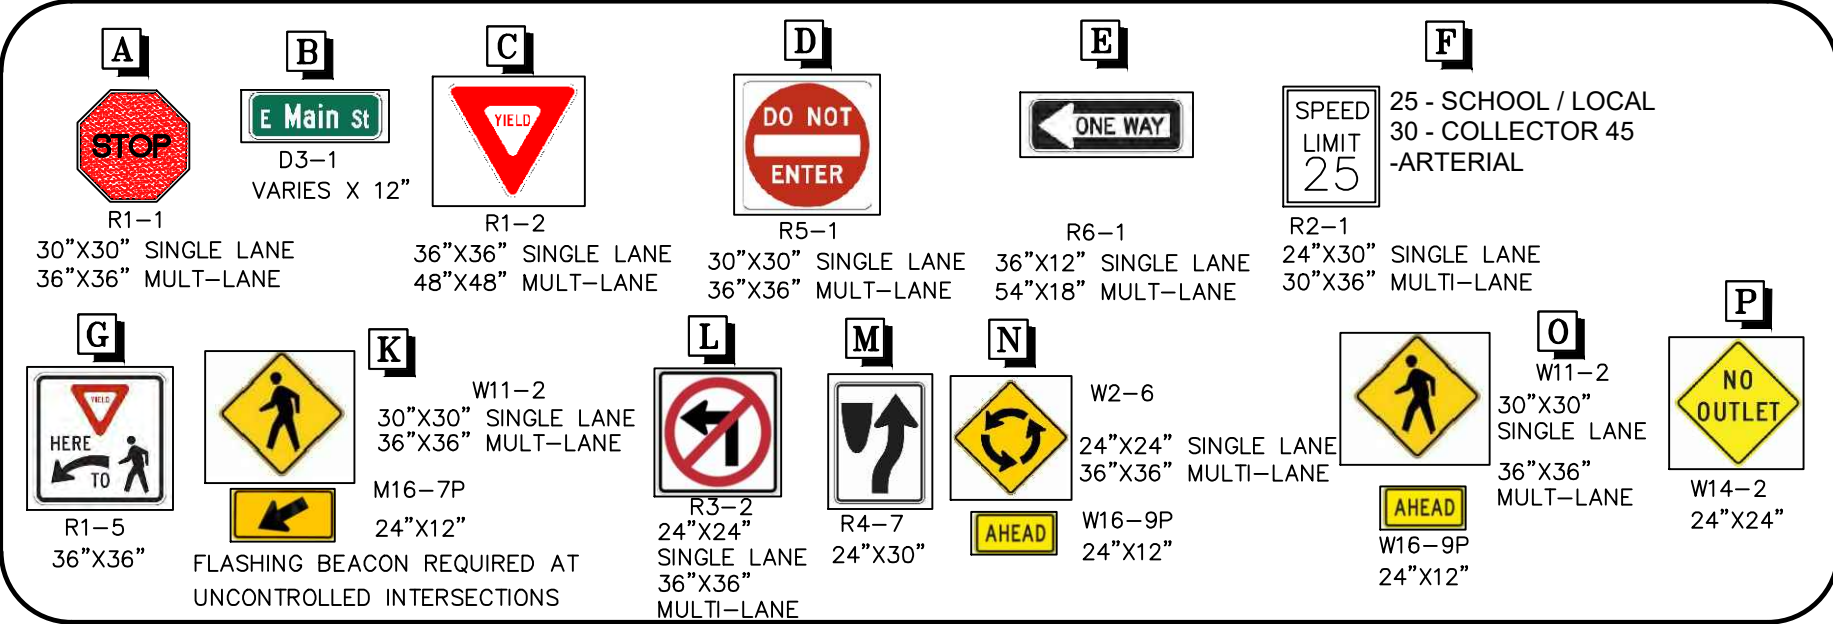 A
STOP
R1-1
30"X30" SINGLE LANE
36"X36" MULT-LANE
B
E Main St
D3-1
VARIES X 12"
C
YIELD
R1-2
36"X36" SINGLE LANE
48"X48" MULT-LANE
D
DO NOT
ENTER
R5-1
30"X30" SINGLE LANE
36"X36" MULT-LANE
E
ONE WAY
R6-1
36"X12" SINGLE LANE
54"X18" MULT-LANE
F
SPEED
LIMIT
25
25 - SCHOOL / LOCAL
30 - COLLECTOR 45
-ARTERIAL
R2-1
24"X30" SINGLE LANE
30"X36" MULTI-LANE
G
YIELD
HERE
TO
R1-5
36"X36"
K
W11-2
30"X30" SINGLE LANE
36"X36" MULT-LANE
M16-7P
24"X12"
FLASHING BEACON REQUIRED AT
UNCONTROLLED INTERSECTIONS
L
R3-2
24"X24"
SINGLE LANE
36"X36"
MULTI-LANE
M
R4-7
24"X30"
N
W2-6
24"X24" SINGLE LANE
36"X36" MULTI-LANE
AHEAD
W16-9P
24"X12"
O
W11-2
30"X30"
SINGLE LANE
36"X36"
MULT-LANE
AHEAD
W16-9P
24"X12"
P
NO
OUTLET
W14-2
24"X24"